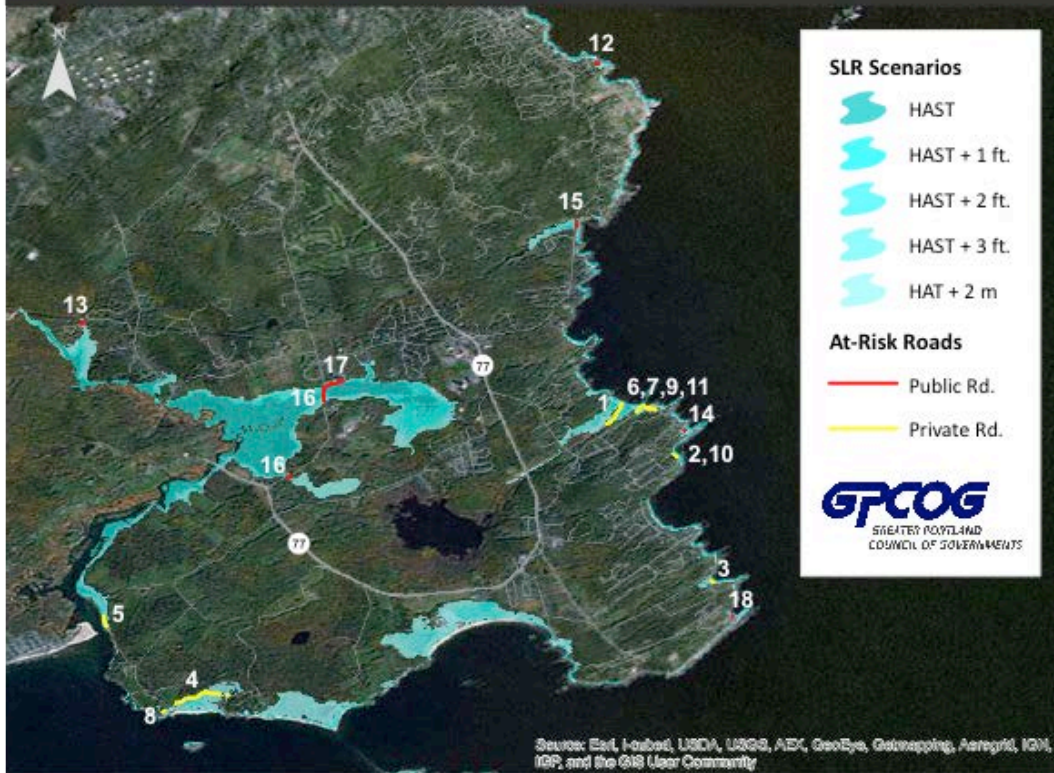 N
12
15
13
17
77
16
1
6,7,9,11
14
16
2,10
77
3
18
5
4
8
SLR Scenarios
HAST
HAST + 1 ft.
HAST + 2 ft.
HAST + 3 ft.
HAT + 2 m
At-Risk Roads
Public Rd.
Private Rd.
GPCOG
GREATER PORTLAND
COUNCIL OF GOVERNMENTS
Source: Esri, i-cubed, USDA, USGS, AEX, GeoEye, Getmapping, Aerogrid, IGN,
IGP, and the GIS User Community